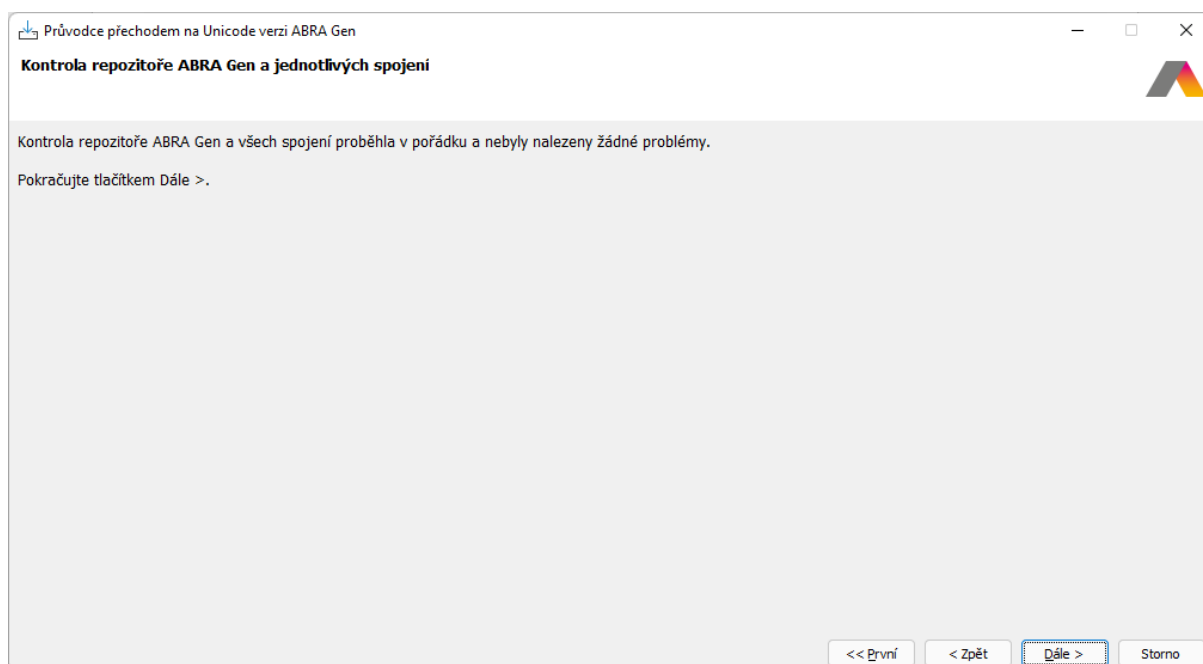 Průvodce přechodem na Unicode verzi ABRA Gen
Kontrola repozitoře ABRA Gen a jednotlivých spojení
Kontrola repozitoře ABRA Gen a všech spojení proběhla v pořádku a nebyly nalezeny žádné problémy.
Pokračujte tlačítkem Dále >.
<< První < Zpět Dále > Storno